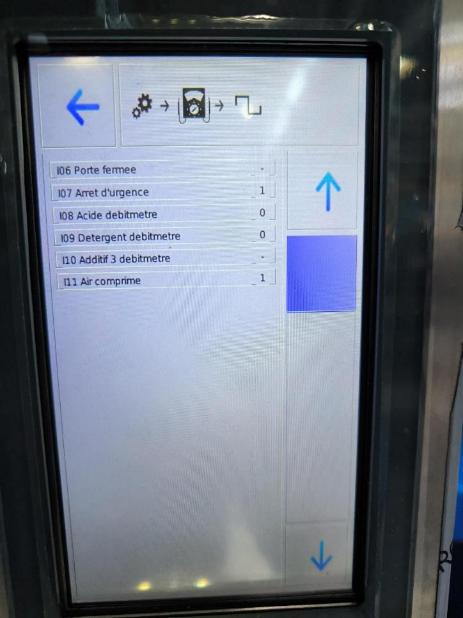 I06 Porte fermee -
I07 Arret d'urgence 1
I08 Acide debitmetre 0
I09 Detergent debitmetre 0
I10 Additif 3 debitmetre -
I11 Air comprime 1